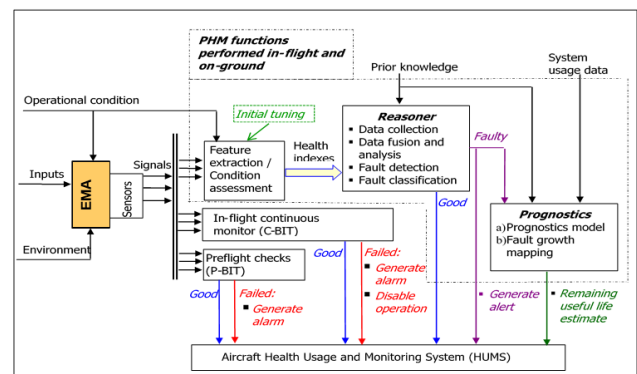 PHM functions
performed in-flight and
on-ground
Prior knowledge
System
usage data
Operational condition
Initial tuning
Reasoner
▪ Data collection
▪ Data fusion and
analysis
▪ Fault detection
▪ Fault classification
Faulty
Signals
Feature
extraction /
Condition
assessment
Health
indexes
Inputs
EMA
Sensors
Good
Prognostics
a)Prognostics model
b)Fault growth
mapping
In-flight continuous
monitor (C-BIT)
Environment
Preflight checks
(P-BIT)
Good
Failed:
▪ Generate
alarm
▪ Disable
operation
Good
Failed:
▪ Generate
alarm
▪ Generate
alert
▪ Remaining
useful life
estimate
Aircraft Health Usage and Monitoring System (HUMS)